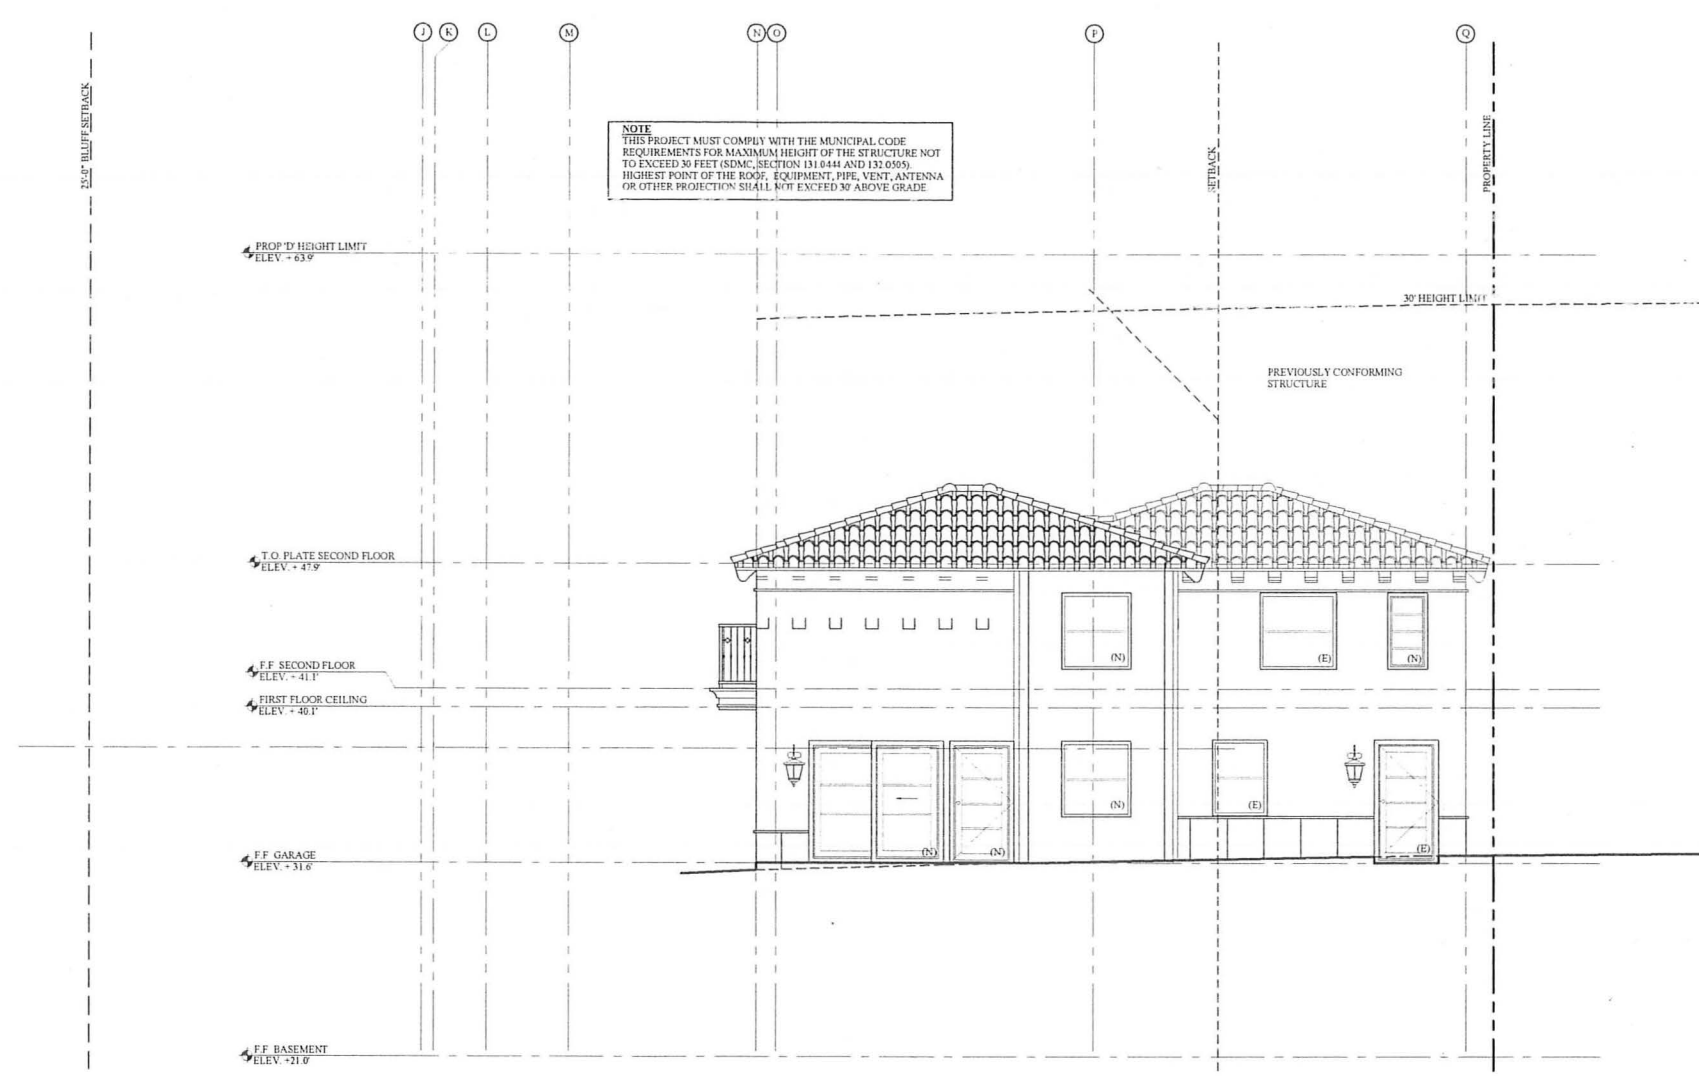 J K L M N O P Q
25'-0" BLUFF SETBACK
NOTE
THIS PROJECT MUST COMPLY WITH THE MUNICIPAL CODE
REQUIREMENTS FOR MAXIMUM HEIGHT OF THE STRUCTURE NOT
TO EXCEED 30 FEET (SDMC, SECTION 131.0444 AND 132.0505).
HIGHEST POINT OF THE ROOF, EQUIPMENT, PIPE, VENT, ANTENNA
OR OTHER PROJECTION SHALL NOT EXCEED 30' ABOVE GRADE
SETBACK
PROPERTY LINE
PROP 'D' HEIGHT LIMIT
ELEV. + 63.9'
30' HEIGHT LIMIT
PREVIOUSLY CONFORMING
STRUCTURE
T.O. PLATE SECOND FLOOR
ELEV. + 47.9'
(N)
(E)
(N)
F.F SECOND FLOOR
ELEV. + 41.1'
FIRST FLOOR CEILING
ELEV. + 40.1'
(N)
(E)
(N)
(N)
(E)
F.F GARAGE
ELEV. + 31.6'
F.F BASEMENT
ELEV. +21.0'